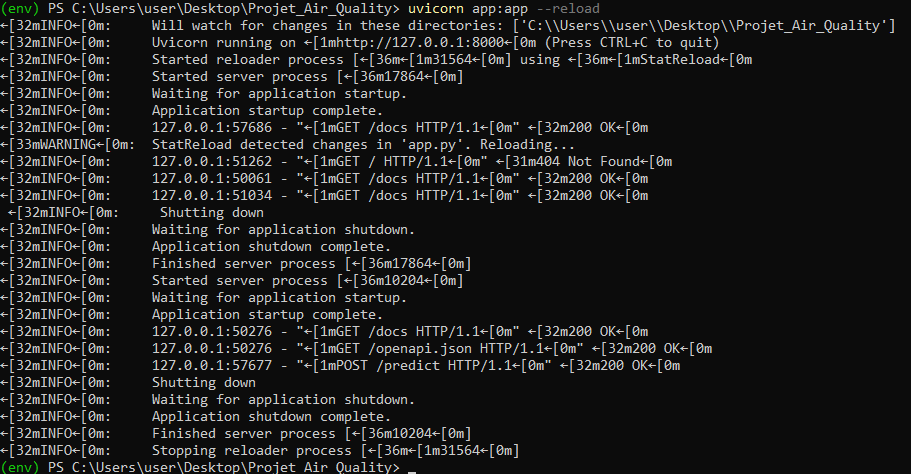 (env) PS C:\Users\user\Desktop\Projet_Air_Quality> uvicorn app:app --reload
←[32mINFO←[0m:     Will watch for changes in these directories: ['C:\\Users\\user\\Desktop\\Projet_Air_Quality']
←[32mINFO←[0m:     Uvicorn running on ←[1mhttp://127.0.0.1:8000←[0m (Press CTRL+C to quit)
←[32mINFO←[0m:     Started reloader process [←[36m←[1m31564←[0m] using ←[36m←[1mStatReload←[0m
←[32mINFO←[0m:     Started server process [←[36m17864←[0m]
←[32mINFO←[0m:     Waiting for application startup.
←[32mINFO←[0m:     Application startup complete.
←[32mINFO←[0m:     127.0.0.1:57686 - "←[1mGET /docs HTTP/1.1←[0m" ←[32m200 OK←[0m
←[33mWARNING←[0m:  StatReload detected changes in 'app.py'. Reloading...
←[32mINFO←[0m:     127.0.0.1:51262 - "←[1mGET / HTTP/1.1←[0m" ←[31m404 Not Found←[0m
←[32mINFO←[0m:     127.0.0.1:50061 - "←[1mGET /docs HTTP/1.1←[0m" ←[32m200 OK←[0m
←[32mINFO←[0m:     127.0.0.1:51034 - "←[1mGET /docs HTTP/1.1←[0m" ←[32m200 OK←[0m
 ←[32mINFO←[0m:     Shutting down
←[32mINFO←[0m:     Waiting for application shutdown.
←[32mINFO←[0m:     Application shutdown complete.
←[32mINFO←[0m:     Finished server process [←[36m17864←[0m]
←[32mINFO←[0m:     Started server process [←[36m10204←[0m]
←[32mINFO←[0m:     Waiting for application startup.
←[32mINFO←[0m:     Application startup complete.
←[32mINFO←[0m:     127.0.0.1:50276 - "←[1mGET /docs HTTP/1.1←[0m" ←[32m200 OK←[0m
←[32mINFO←[0m:     127.0.0.1:50276 - "←[1mGET /openapi.json HTTP/1.1←[0m" ←[32m200 OK←[0m
←[32mINFO←[0m:     127.0.0.1:57677 - "←[1mPOST /predict HTTP/1.1←[0m" ←[32m200 OK←[0m
←[32mINFO←[0m:     Shutting down
←[32mINFO←[0m:     Waiting for application shutdown.
←[32mINFO←[0m:     Application shutdown complete.
←[32mINFO←[0m:     Finished server process [←[36m10204←[0m]
←[32mINFO←[0m:     Stopping reloader process [←[36m←[1m31564←[0m]
(env) PS C:\Users\user\Desktop\Projet_Air_Quality> _